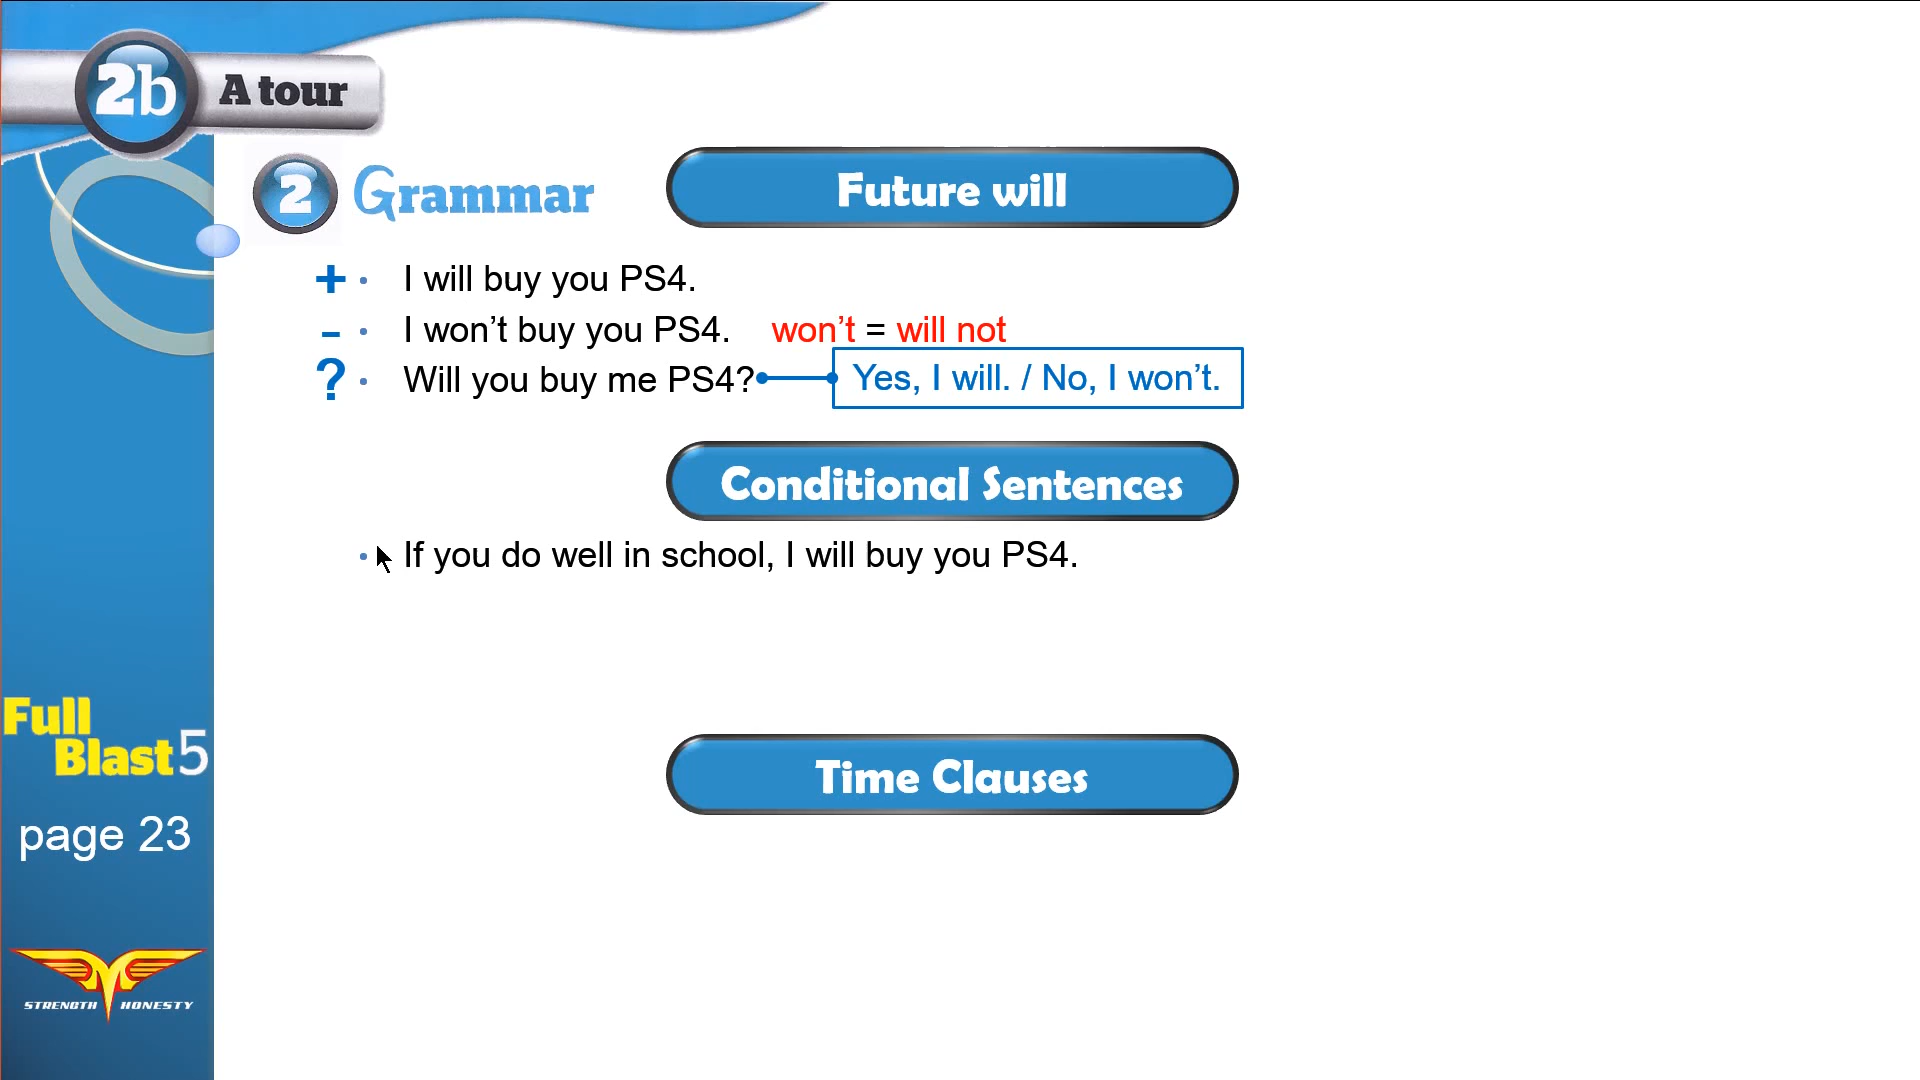 2b A tour
2 Grammar
Future will
+ • I will buy you PS4.
- • I won’t buy you PS4. won’t = will not
? • Will you buy me PS4? Yes, I will. / No, I won’t.
Conditional Sentences
• If you do well in school, I will buy you PS4.
Time Clauses
Full
Blast 5
page 23
STRENGTH HONESTY